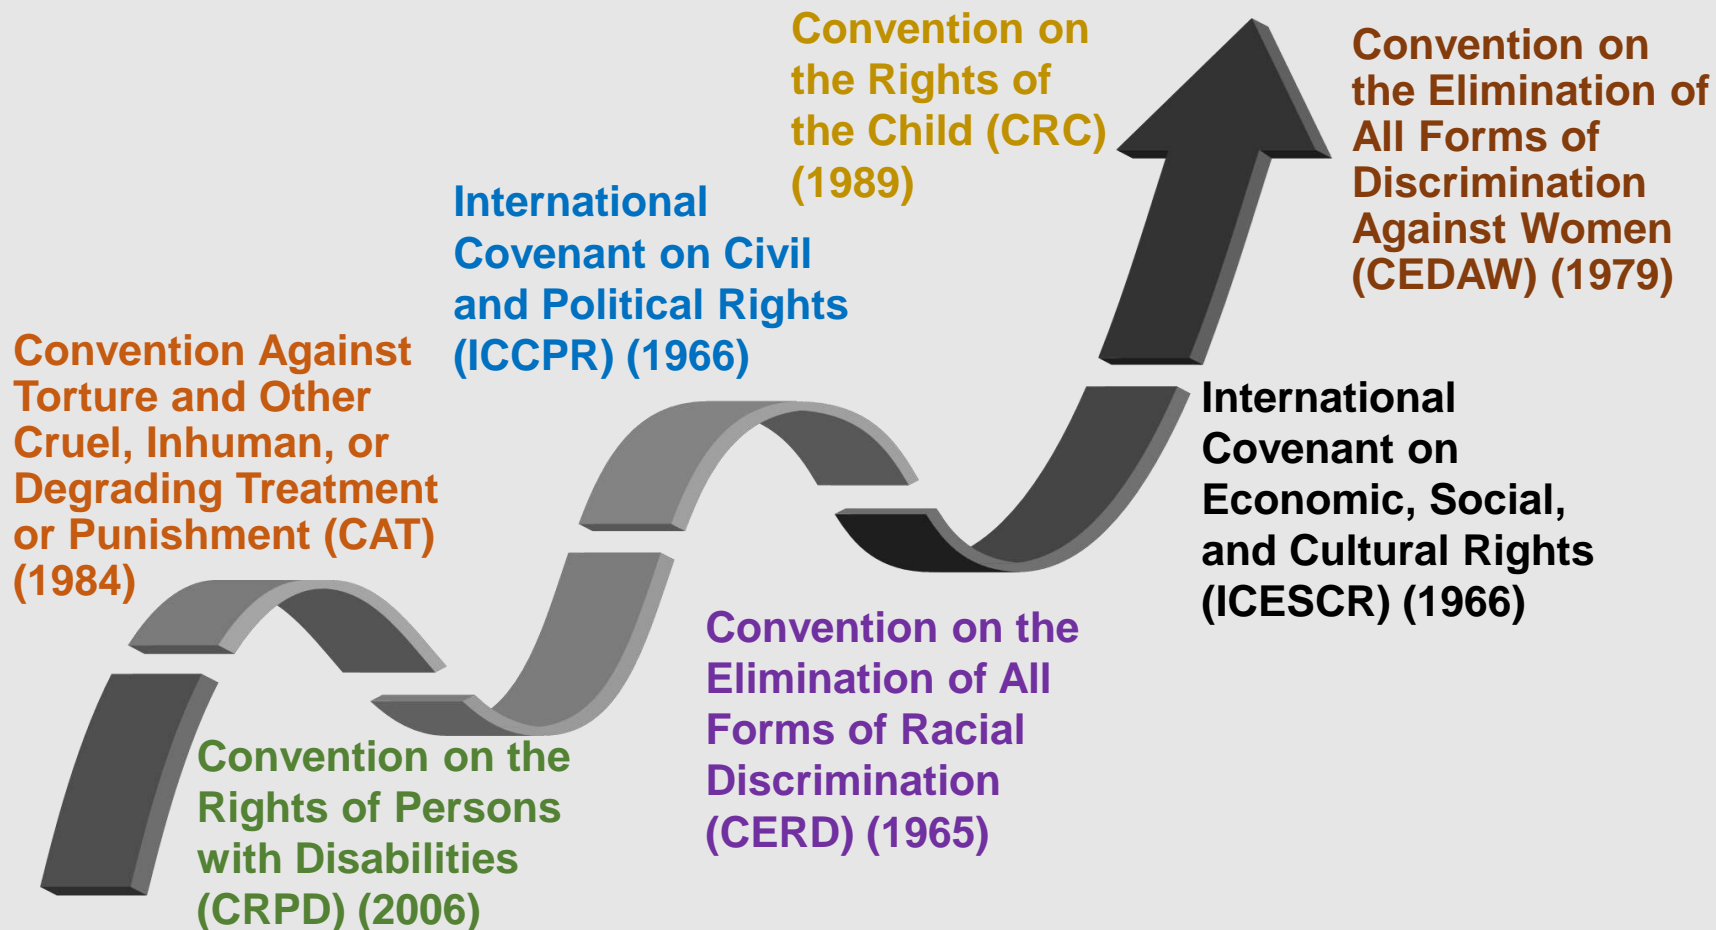 Convention on
the Rights of
the Child (CRC)
(1989)
Convention on
the Elimination of
All Forms of
Discrimination
Against Women
(CEDAW) (1979)
International
Covenant on Civil
and Political Rights
(ICCPR) (1966)
Convention Against
Torture and Other
Cruel, Inhuman, or
Degrading Treatment
or Punishment (CAT)
(1984)
International
Covenant on
Economic, Social,
and Cultural Rights
(ICESCR) (1966)
Convention on the
Elimination of All
Forms of Racial
Discrimination
(CERD) (1965)
Convention on the
Rights of Persons
with Disabilities
(CRPD) (2006)